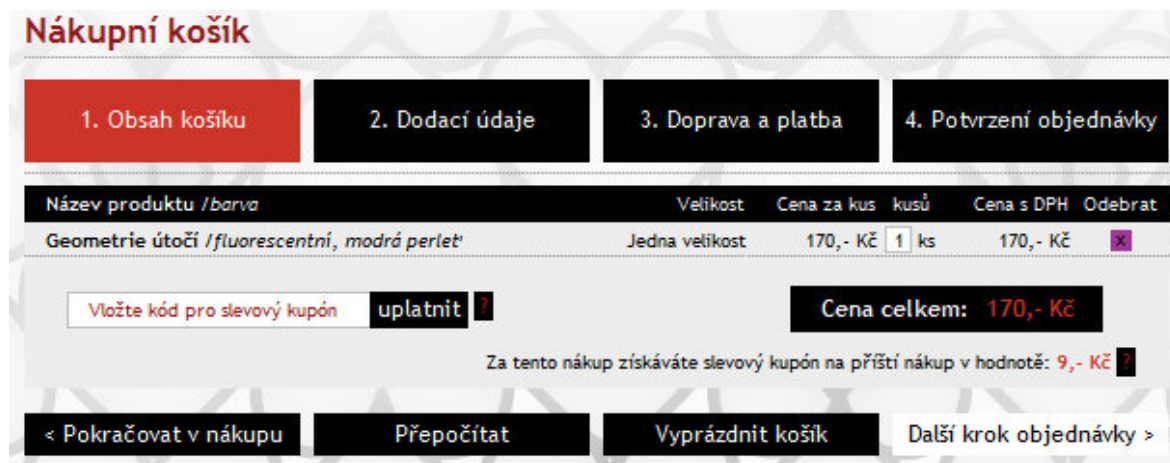 Nákupní košík
1. Obsah košíku 2. Dodací údaje 3. Doprava a platba 4. Potvrzení objednávky
Název produktu /barva Velikost Cena za kus kusů Cena s DPH Odebrat
Geometrie útočí /fluorescentní, modrá perleť Jedna velikost 170,- Kč 1 ks 170,- Kč x
Vložte kód pro slevový kupón uplatnit ? Cena celkem: 170,- Kč
Za tento nákup získáváte slevový kupón na příští nákup v hodnotě: 9,- Kč ?
< Pokračovat v nákupu Přepočítat Vyprázdnit košík Další krok objednávky >